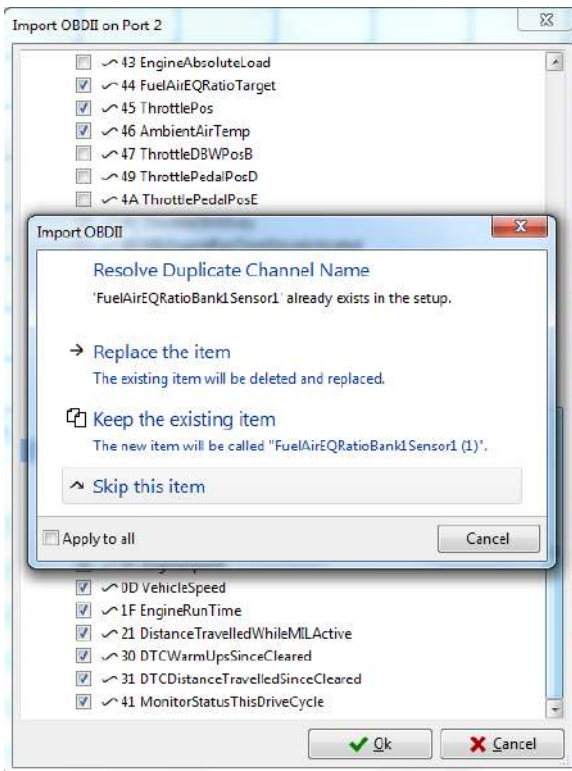 Import OBDII on Port 2
43 EngineAbsoluteLoad
44 FuelAirEQRatioTarget
45 ThrottlePos
46 AmbientAirTemp
47 ThrottleDBWPosB
49 ThrottlePedalPosD
4A ThrottlePedalPosE
Import OBDII
Resolve Duplicate Channel Name
'FuelAirEQRatioBank1Sensor1' already exists in the setup.
Replace the item
The existing item will be deleted and replaced.
Keep the existing item
The new item will be called "FuelAirEQRatioBank1Sensor1 (1)".
Skip this item
Apply to all
Cancel
0D VehicleSpeed
1F EngineRunTime
21 DistanceTravelledWhileMILActive
30 DTCWarmUpsSinceCleared
31 DTCDistanceTravelledSinceCleared
41 MonitorStatusThisDriveCycle
Ok
Cancel